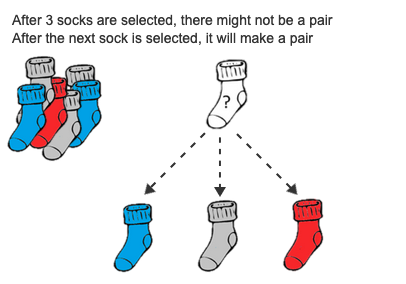 After 3 socks are selected, there might not be a pair
After the next sock is selected, it will make a pair
?